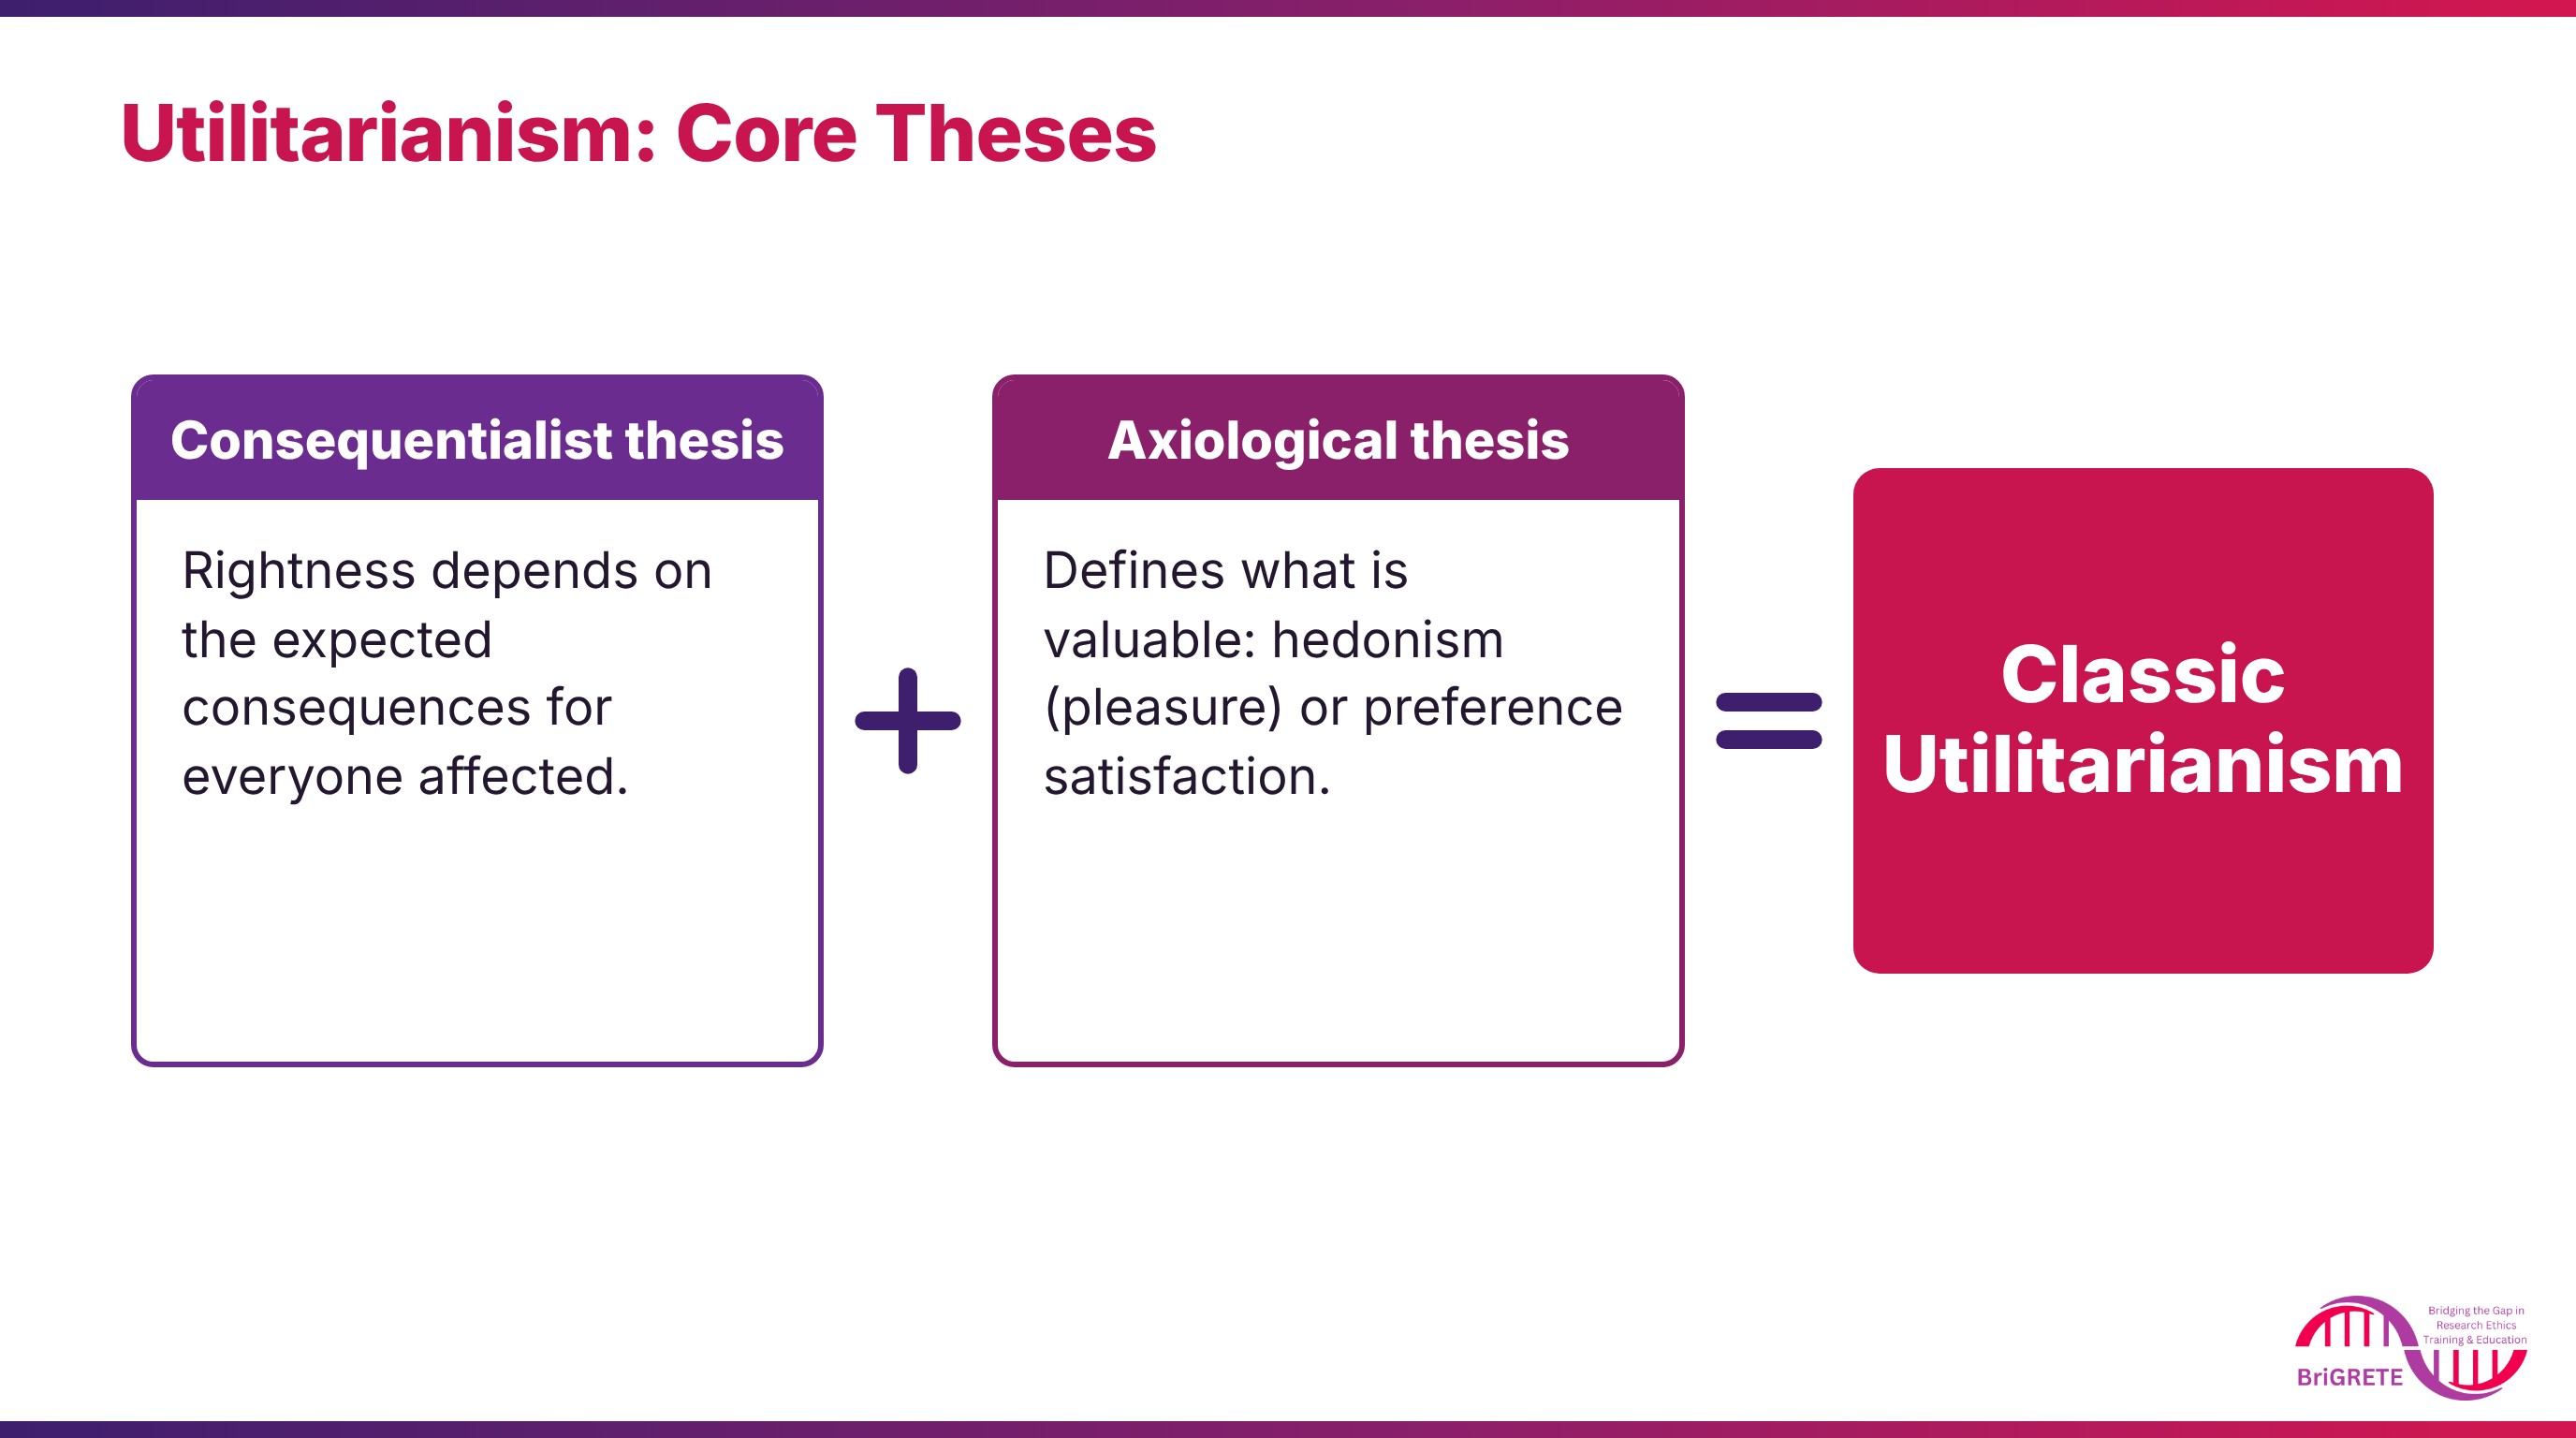 Utilitarianism: Core Theses
Consequentialist thesis
Rightness depends on
the expected
consequences for
everyone affected.
+
Axiological thesis
Defines what is
valuable: hedonism
(pleasure) or preference
satisfaction.
=
Classic
Utilitarianism
Bridging the Gap in
Research Ethics
Training & Education
BriGRETE